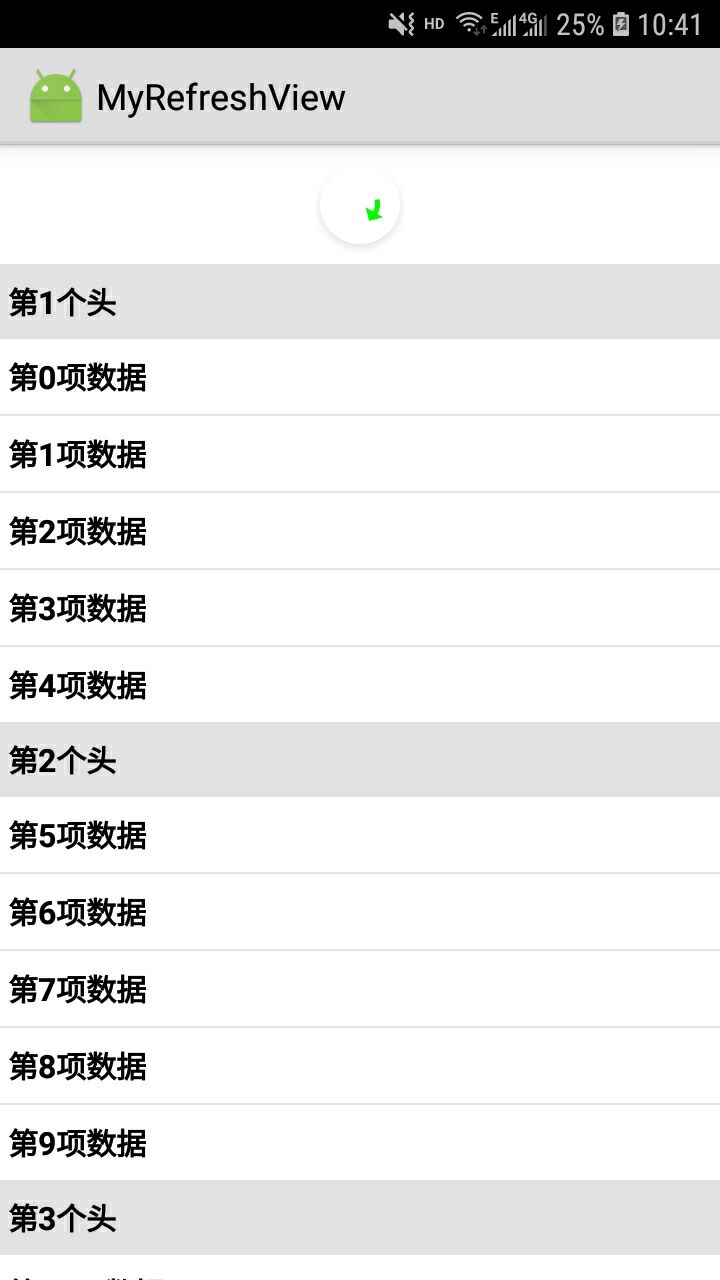 HD E 4G 25% 10:41
MyRefreshView
第1个头
第0项数据
第1项数据
第2项数据
第3项数据
第4项数据
第2个头
第5项数据
第6项数据
第7项数据
第8项数据
第9项数据
第3个头